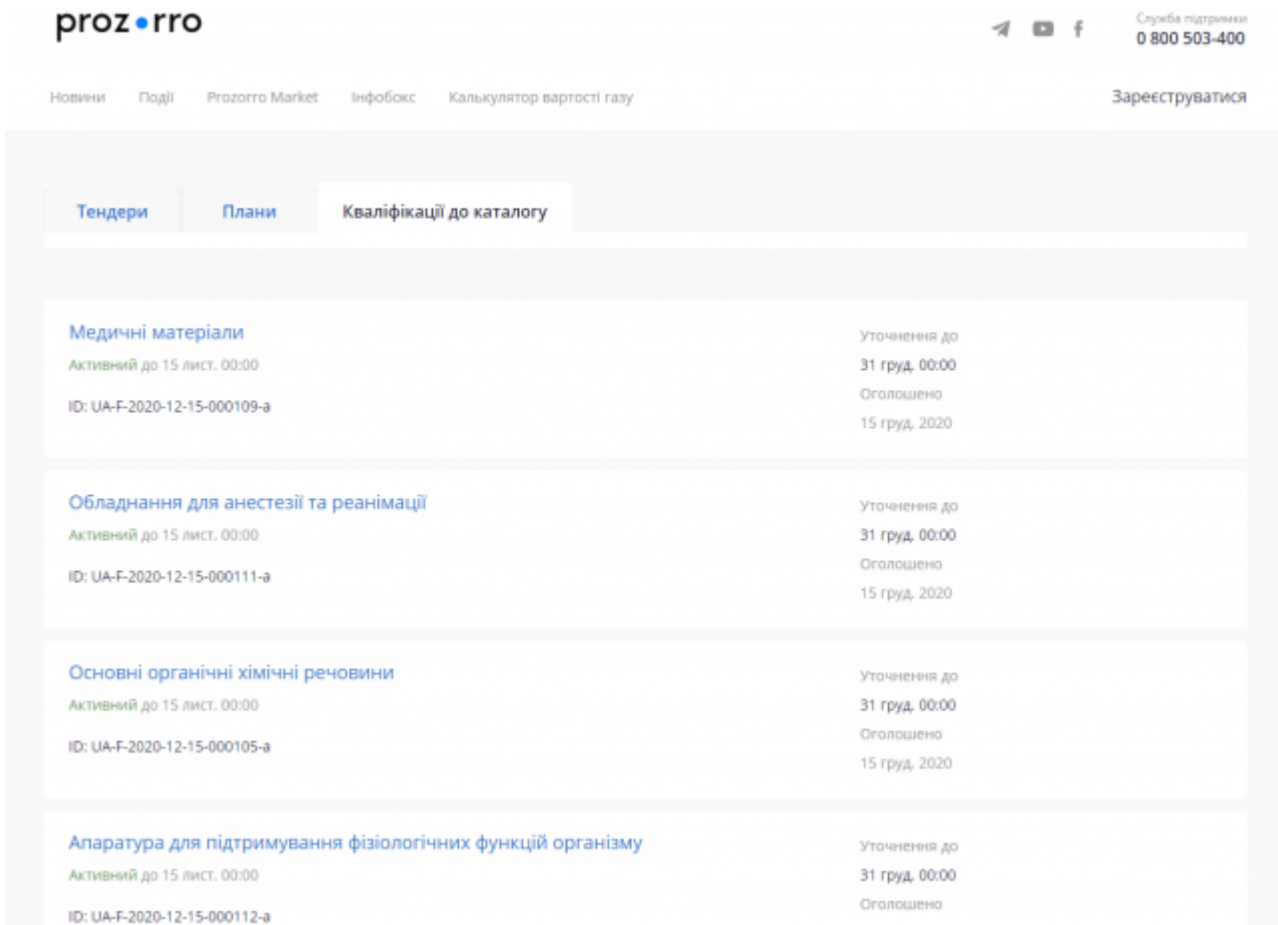 prozorro
Служба підтримки
0 800 503-400
Новини Події Prozorro Market Інфобокс Калькулятор вартості газу Зареєструватися
Тендери Плани Кваліфікації до каталогу
Медичні матеріали
Активний до 15 лист. 00:00
ID: UA-F-2020-12-15-000109-a
Уточнення до
31 груд. 00:00
Оголошено
15 груд. 2020
Обладнання для анестезії та реанімації
Активний до 15 лист. 00:00
ID: UA-F-2020-12-15-000111-a
Уточнення до
31 груд. 00:00
Оголошено
15 груд. 2020
Основні органічні хімічні речовини
Активний до 15 лист. 00:00
ID: UA-F-2020-12-15-000105-a
Уточнення до
31 груд. 00:00
Оголошено
15 груд. 2020
Апаратура для підтримування фізіологічних функцій організму
Активний до 15 лист. 00:00
ID: UA-F-2020-12-15-000112-a
Уточнення до
31 груд. 00:00
Оголошено